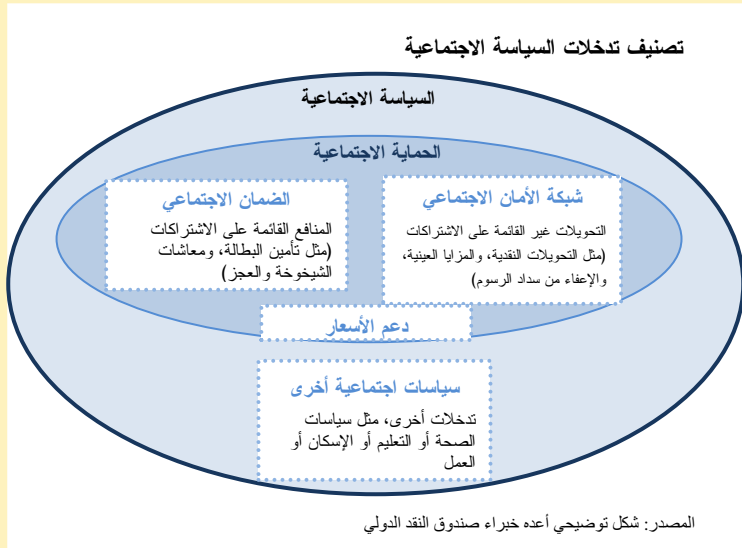 تصنيف تدخلات السياسة الاجتماعية
السياسة الاجتماعية
الحماية الاجتماعية
شبكة الأمان الاجتماعي
التحويلات غير القائمة على الاشتراكات
(مثل التحويلات النقدية، والمزايا العينية،
والإعفاء من سداد الرسوم)
الضمان الاجتماعي
المنافع القائمة على الاشتراكات
(مثل تأمين البطالة، ومعاشات
الشيخوخة والعجز)
دعم الأسعار
سياسات اجتماعية أخرى
تدخلات أخرى، مثل سياسات
الصحة أو التعليم أو الإسكان أو
العمل
المصدر: شكل توضيحي أعده خبراء صندوق النقد الدولي